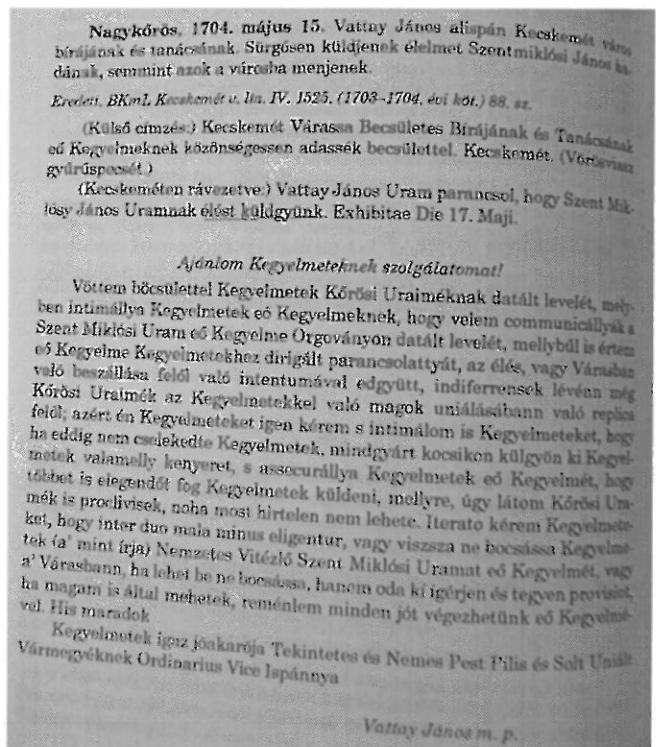 Nagykőrös, 1704. május 15. Vattay János alispán Kecskemét város
bírájának és tanácsának. Sürgősen küldjenek élelmet Szentmiklósi János ha-
dának, semmint azok a városba menjenek.
Eredeti, BKmL Kecskemét v. lta. IV. 1525. (1703–1704. évi köt.) 88. sz.
(Külső címzés:) Kecskemét Várassa Becsületes Bírájának és Tanácsának
eő Kegyelmeknek közönségessen adassék becsülettel. Kecskemét. (Vörösviasz
gyűrűspecsét.)
(Kecskeméten rávezetve:) Vattay János Uram parancsol, hogy Szent Mik-
lósy János Uramnak élést küldgyünk. Exhibitae Die 17. Maji.
Ajánlom Kegyelmeteknek szolgálatomat!
Vöttem böcsülettel Kegyelmetek Kőrősi Uraiméknak datált levelét, mely-
ben intimállya Kegyelmetek eő Kegyelmeknek, hogy velem communicállyák a
Szent Miklósi Uram eő Kegyelme Orgoványon datált levelét, mellybűl is értem
eő Kegyelme Kegyelmetekhez dirigált parancsolattyát, az élés, vagy Városban
való beszállása felől való intentumával edgyütt, indiferrensek lévénn még
Kőrösi Uraimék az Kegyelmetekkel való magok uniálásábann való replica
felől; azért én Kegyelmeteket igen kérem s intimálom is Kegyelmeteket, hogy
ha eddig nem cselekedte Kegyelmetek, mindgyárt kocsikon külgyön ki Kegyel-
metek valamelly kenyeret, s assecurállya Kegyelmetek eő Kegyelmét, hogy
többet is elegendőt fog Kegyelmetek küldeni, mellyre, úgy látom Kőrösi Ura-
mék is proclivisek, noha most hirtelen nem lehete. Iterato kérem Kegyelmete-
ket, hogy inter duo mala minus eligentur, vagy viszsza ne bocsássa Kegyelme-
tek (a' mint írja) Nemzetes Vitézlő Szent Miklósi Uramat eő Kegyelmét, vagy
a' Városbann, ha lehet be ne bocsássa, hanem oda ki ígérjen és tegyen provisiót,
ha magam is által mehetek, reménlem minden jót végezhetünk eő Kegyelmé-
vel. His maradok
Kegyelmetek igaz jóakarója Tekintetes és Nemes Pest Pilis és Solt Uniált
Vármegyéknek Ordinarius Vice Ispánnya
Vattay János m. p.